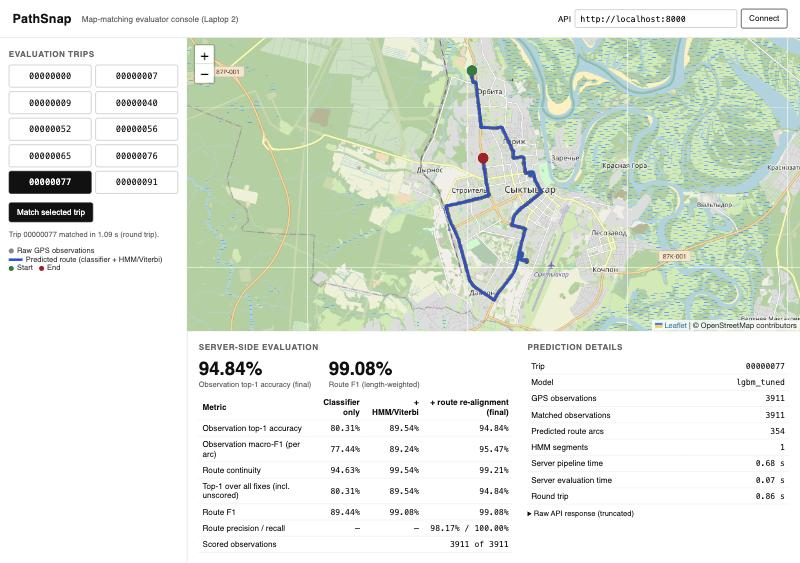 PathSnap Map-matching evaluator console (Laptop 2) API http://localhost:8000 Connect
EVALUATION TRIPS
00000000 00000007
00000009 00000040
00000052 00000056
00000065 00000076
00000077 00000091
Match selected trip
Trip 00000077 matched in 1.09 s (round trip).
Raw GPS observations
Predicted route (classifier + HMM/Viterbi)
Start End
+
−
87Р-001
Орбита
Париж
Заречье
Красная Гора
Дырнос
Строитель
Сыктывкар
Вильтыдор
Лесозавод
87К-001
Кочпон
Сыктывкар
Leaflet | © OpenStreetMap contributors
SERVER-SIDE EVALUATION
94.84% 99.08%
Observation top-1 accuracy (final) Route F1 (length-weighted)
Metric Classifier only + HMM/Viterbi + route re-alignment (final)
Observation top-1 accuracy 80.31% 89.54% 94.84%
Observation macro-F1 (per arc) 77.44% 89.24% 95.47%
Route continuity 94.63% 99.54% 99.21%
Top-1 over all fixes (incl. unscored) 80.31% 89.54% 94.84%
Route F1 89.44% 99.08% 99.08%
Route precision / recall — — 98.17% / 100.00%
Scored observations 3911 of 3911
PREDICTION DETAILS
Trip 00000077
Model lgbm_tuned
GPS observations 3911
Matched observations 3911
Predicted route arcs 354
HMM segments 1
Server pipeline time 0.68 s
Server evaluation time 0.07 s
Round trip 0.86 s
Raw API response (truncated)